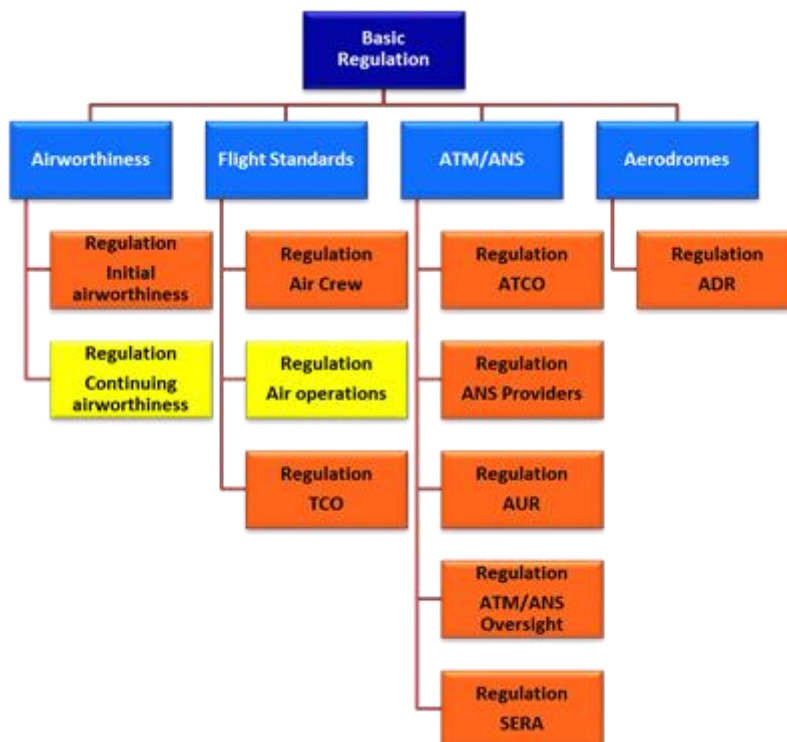 Basic
Regulation
Airworthiness
Flight Standards
ATM/ANS
Aerodromes
Regulation
Initial
airworthiness
Regulation
Air Crew
Regulation
ATCO
Regulation
ADR
Regulation
Continuing
airworthiness
Regulation
Air operations
Regulation
ANS Providers
Regulation
TCO
Regulation
AUR
Regulation
ATM/ANS
Oversight
Regulation
SERA